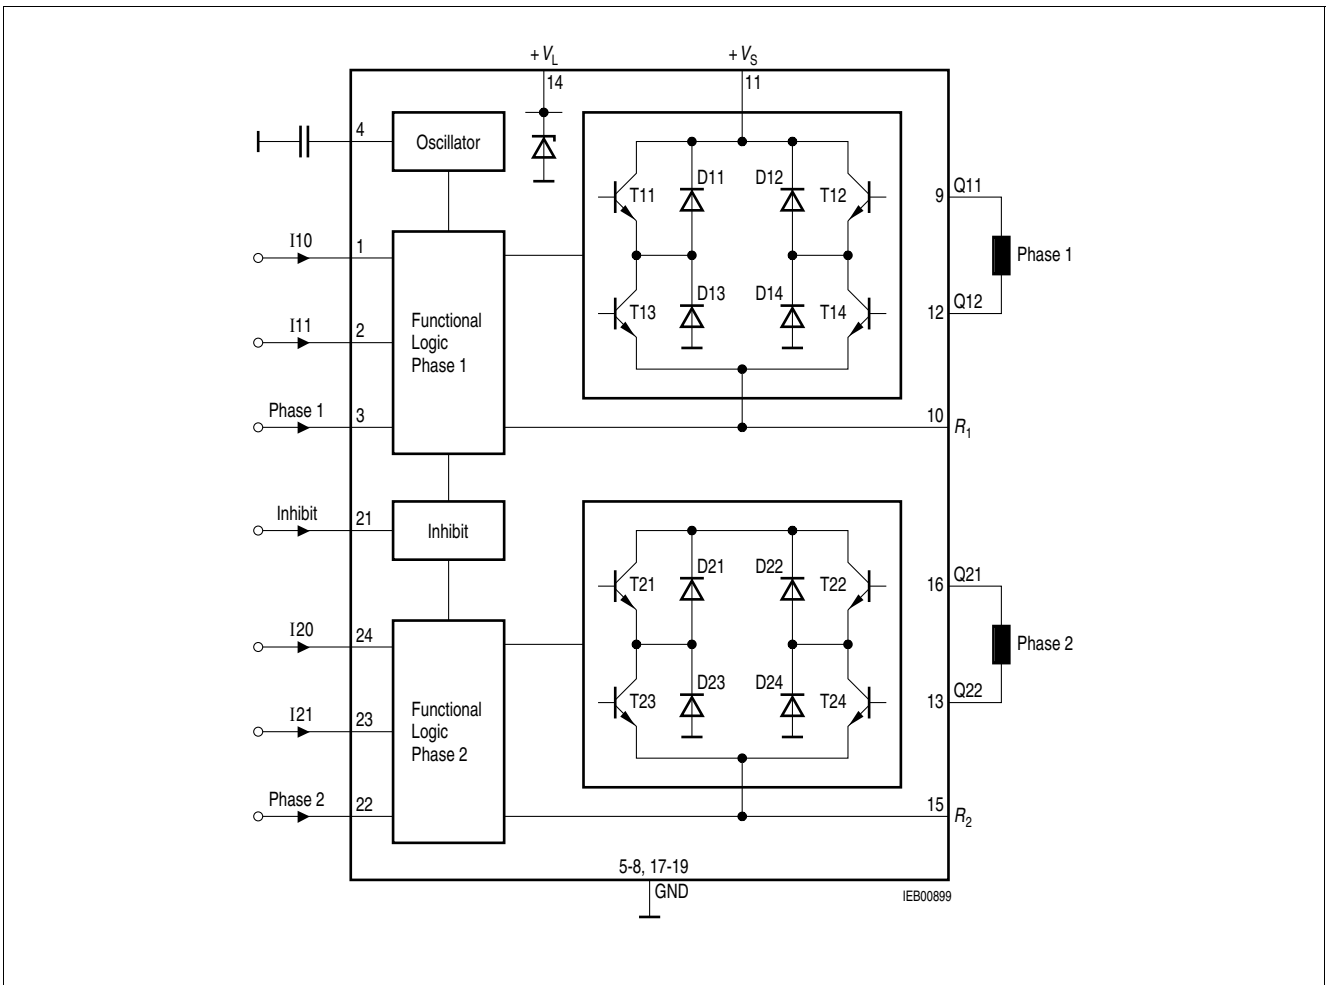 + VL
+ VS
14
11
4
Oscillator
D11
D12
T11
T12
9
Q11
I10
1
Phase 1
D13
D14
T13
T14
12
Q12
I11
2
Functional
Logic
Phase 1
Phase 1
3
10
R1
Inhibit
21
Inhibit
D21
D22
T21
T22
16
Q21
I20
24
Phase 2
D23
D24
T23
T24
13
Q22
I21
23
Functional
Logic
Phase 2
Phase 2
22
15
R2
5-8, 17-19
GND
IEB00899